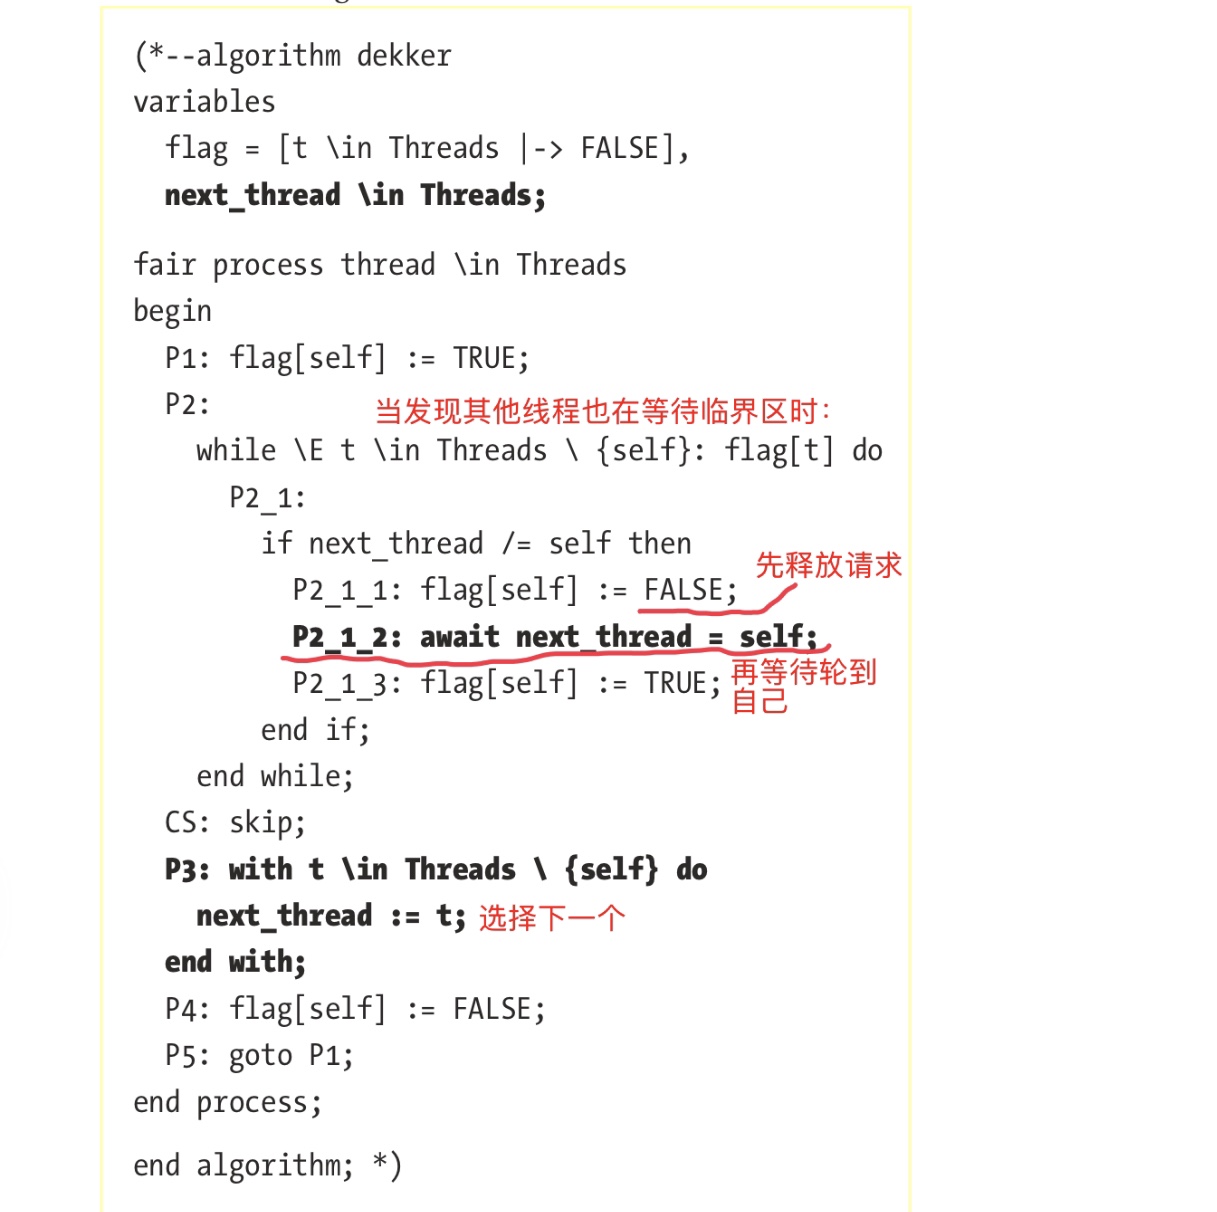 (*--algorithm dekker
variables
flag = [t \in Threads |-> FALSE],
next_thread \in Threads;
fair process thread \in Threads
begin
P1: flag[self] := TRUE;
P2:
当发现其他线程也在等待临界区时:
while \E t \in Threads \ {self}: flag[t] do
P2_1:
if next_thread /= self then
先释放请求
P2_1_1: flag[self] := FALSE;
P2_1_2: await next_thread = self;
P2_1_3: flag[self] := TRUE;
再等待轮到
自己
end if;
end while;
CS: skip;
P3: with t \in Threads \ {self} do
next_thread := t; 选择下一个
end with;
P4: flag[self] := FALSE;
P5: goto P1;
end process;
end algorithm; *)